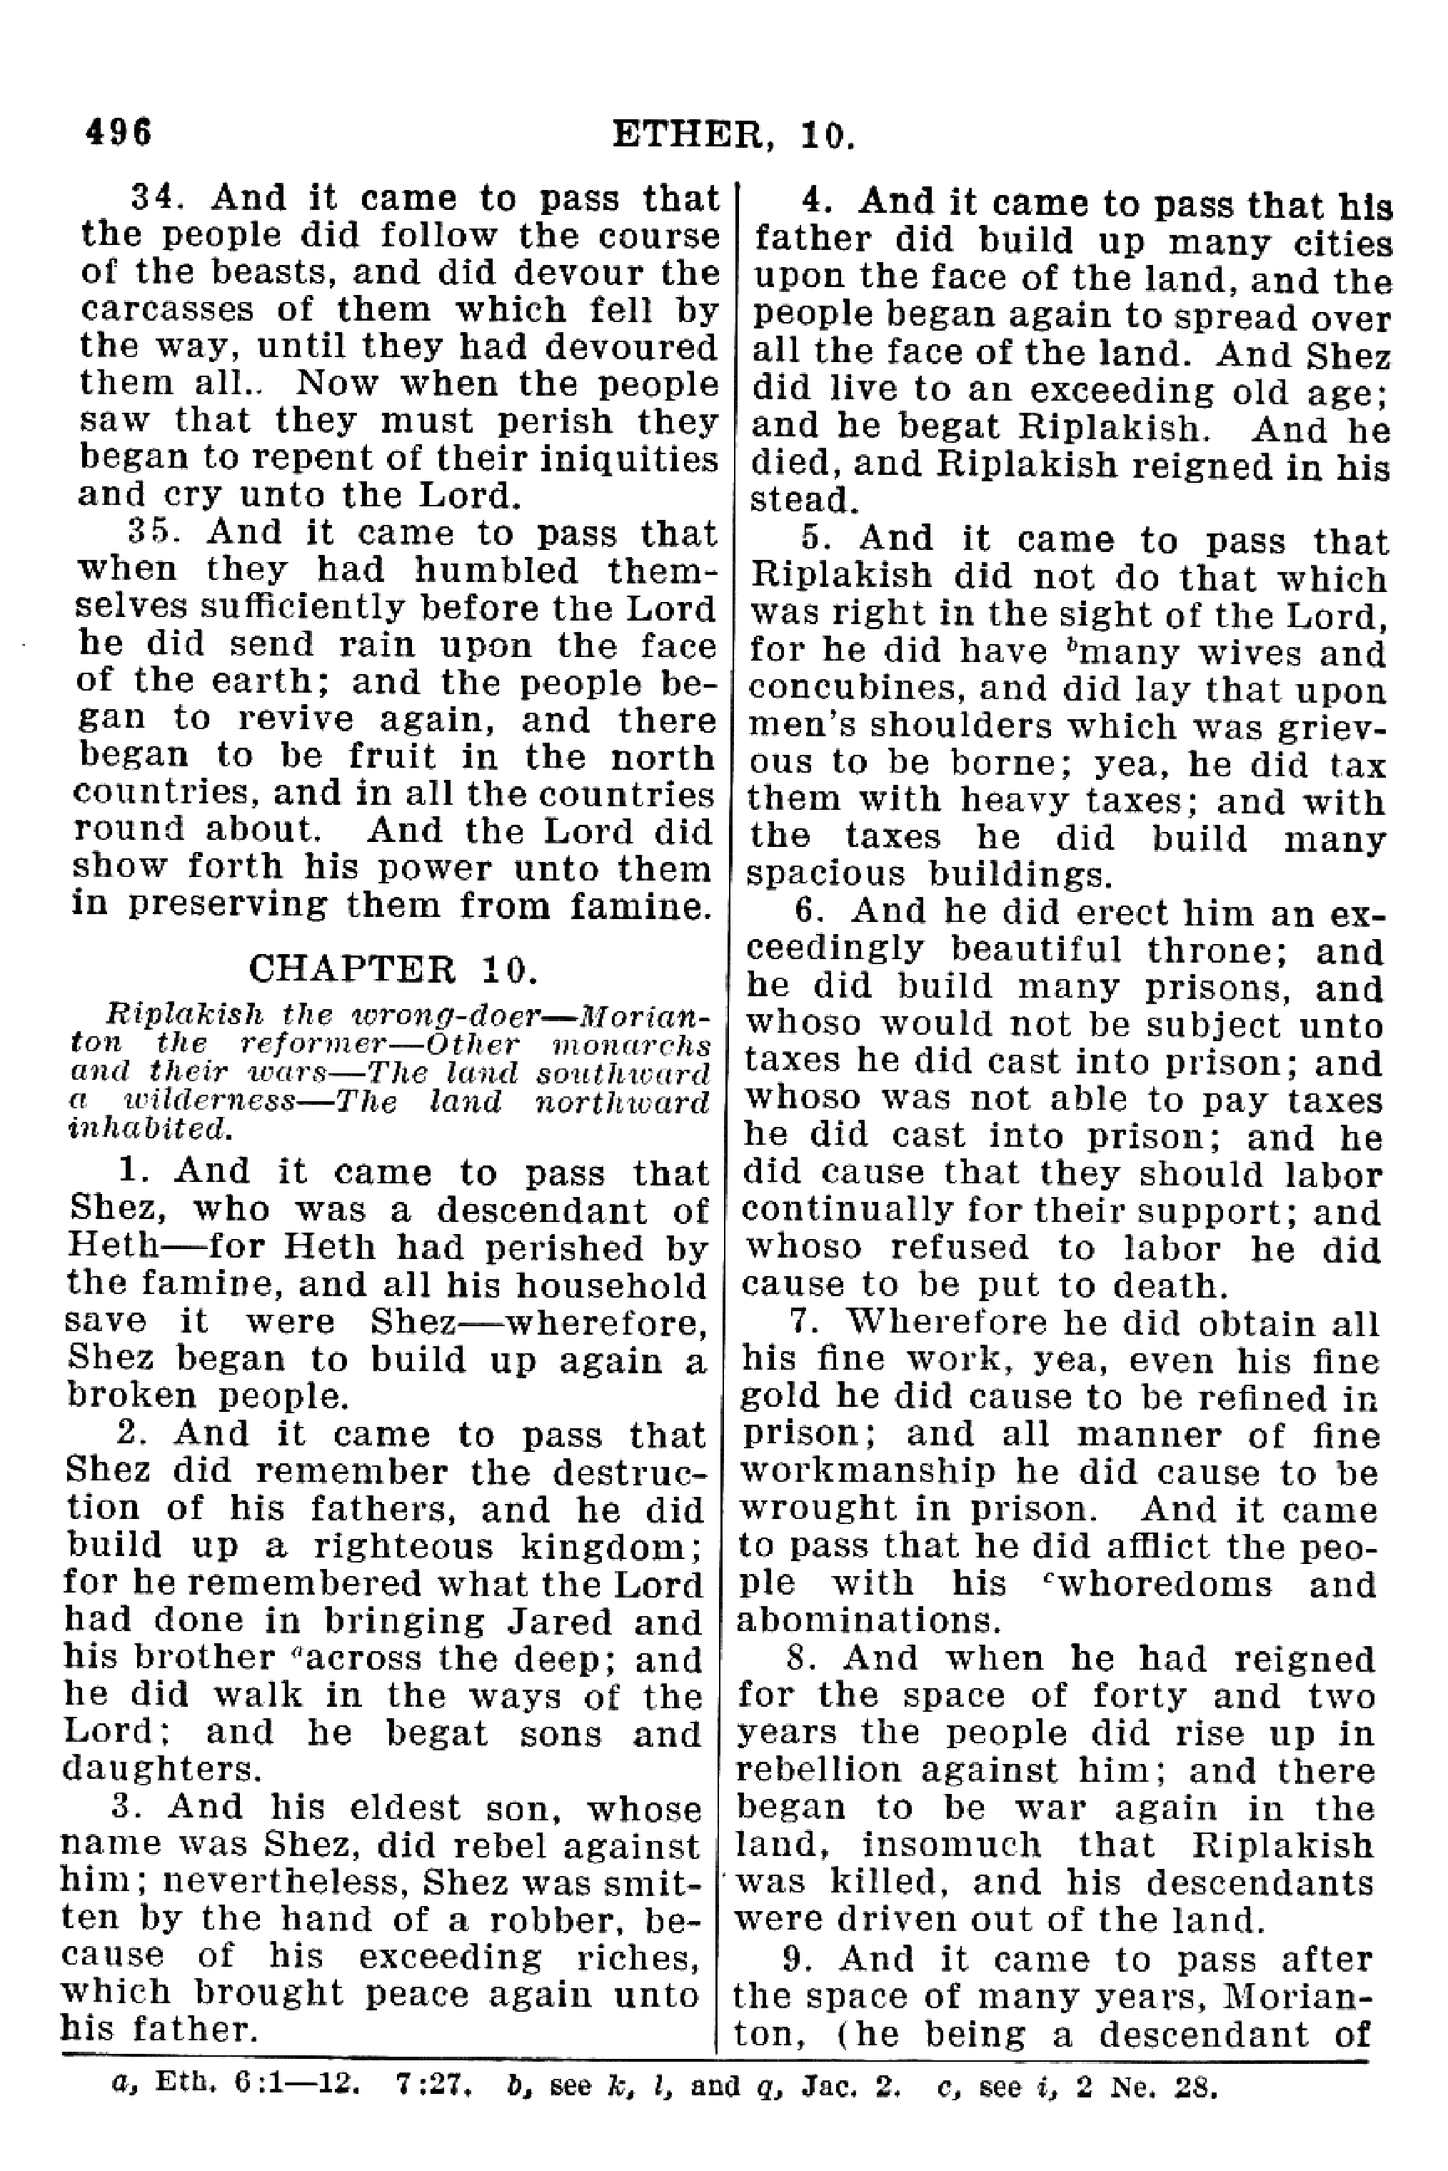 496
ETHER, 10.
34. And it came to pass that
the people did follow the course
of the beasts, and did devour the
carcasses of them which fell by
the way, until they had devoured
them all.. Now when the people
saw that they must perish they
began to repent of their iniquities
and cry unto the Lord.
35. And it came to pass that
when they had humbled them-
selves sufficiently before the Lord
he did send rain upon the face
of the earth; and the people be-
gan to revive again, and there
began to be fruit in the north
countries, and in all the countries
round about. And the Lord did
show forth his power unto them
in preserving them from famine.
CHAPTER 10.
Riplakish the wrong-doer—Morian-
ton the reformer—Other monarchs
and their wars—The land southward
a wilderness—The land northward
inhabited.
1. And it came to pass that
Shez, who was a descendant of
Heth—for Heth had perished by
the famine, and all his household
save it were Shez—wherefore,
Shez began to build up again a
broken people.
2. And it came to pass that
Shez did remember the destruc-
tion of his fathers, and he did
build up a righteous kingdom;
for he remembered what the Lord
had done in bringing Jared and
his brother ᵃacross the deep; and
he did walk in the ways of the
Lord; and he begat sons and
daughters.
3. And his eldest son, whose
name was Shez, did rebel against
him; nevertheless, Shez was smit-
ten by the hand of a robber, be-
cause of his exceeding riches,
which brought peace again unto
his father.
4. And it came to pass that his
father did build up many cities
upon the face of the land, and the
people began again to spread over
all the face of the land. And Shez
did live to an exceeding old age;
and he begat Riplakish. And he
died, and Riplakish reigned in his
stead.
5. And it came to pass that
Riplakish did not do that which
was right in the sight of the Lord,
for he did have ᵇmany wives and
concubines, and did lay that upon
men's shoulders which was griev-
ous to be borne; yea, he did tax
them with heavy taxes; and with
the taxes he did build many
spacious buildings.
6. And he did erect him an ex-
ceedingly beautiful throne; and
he did build many prisons, and
whoso would not be subject unto
taxes he did cast into prison; and
whoso was not able to pay taxes
he did cast into prison; and he
did cause that they should labor
continually for their support; and
whoso refused to labor he did
cause to be put to death.
7. Wherefore he did obtain all
his fine work, yea, even his fine
gold he did cause to be refined in
prison; and all manner of fine
workmanship he did cause to be
wrought in prison. And it came
to pass that he did afflict the peo-
ple with his ᶜwhoredoms and
abominations.
8. And when he had reigned
for the space of forty and two
years the people did rise up in
rebellion against him; and there
began to be war again in the
land, insomuch that Riplakish
was killed, and his descendants
were driven out of the land.
9. And it came to pass after
the space of many years, Morian-
ton, (he being a descendant of
a, Eth. 6:1—12. 7:27. b, see k, l, and q, Jac. 2. c, see i, 2 Ne. 28.